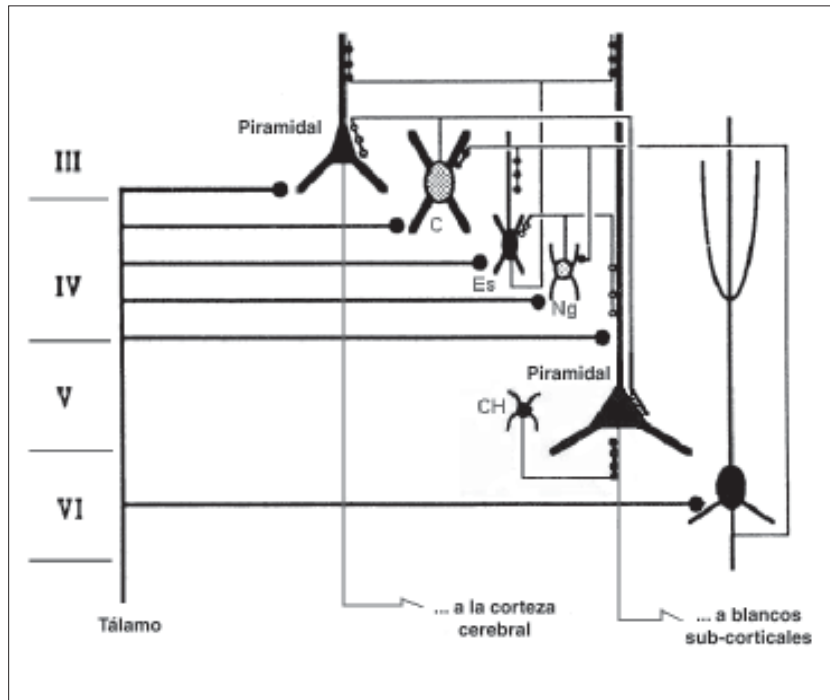 Piramidal
III
C
Es
IV
Ng
Piramidal
V
CH
VI
Tálamo
... a la corteza
cerebral
... a blancos
sub-corticales